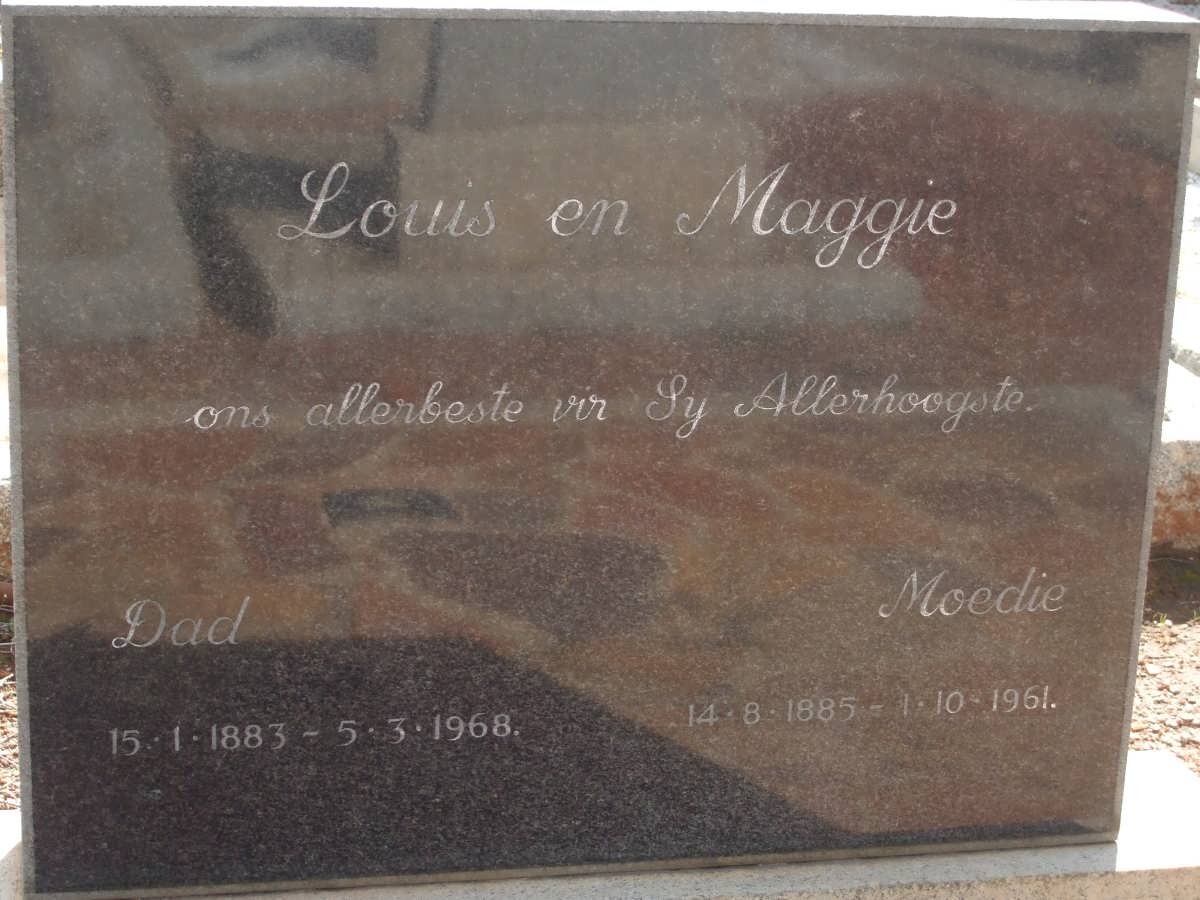 Louis en Maggie
ons allerbeste vir Sy Allerhoogste.
Dad
Moedie
15·1·1883 – 5·3·1968.
14·8·1885 – 1·10·1961.